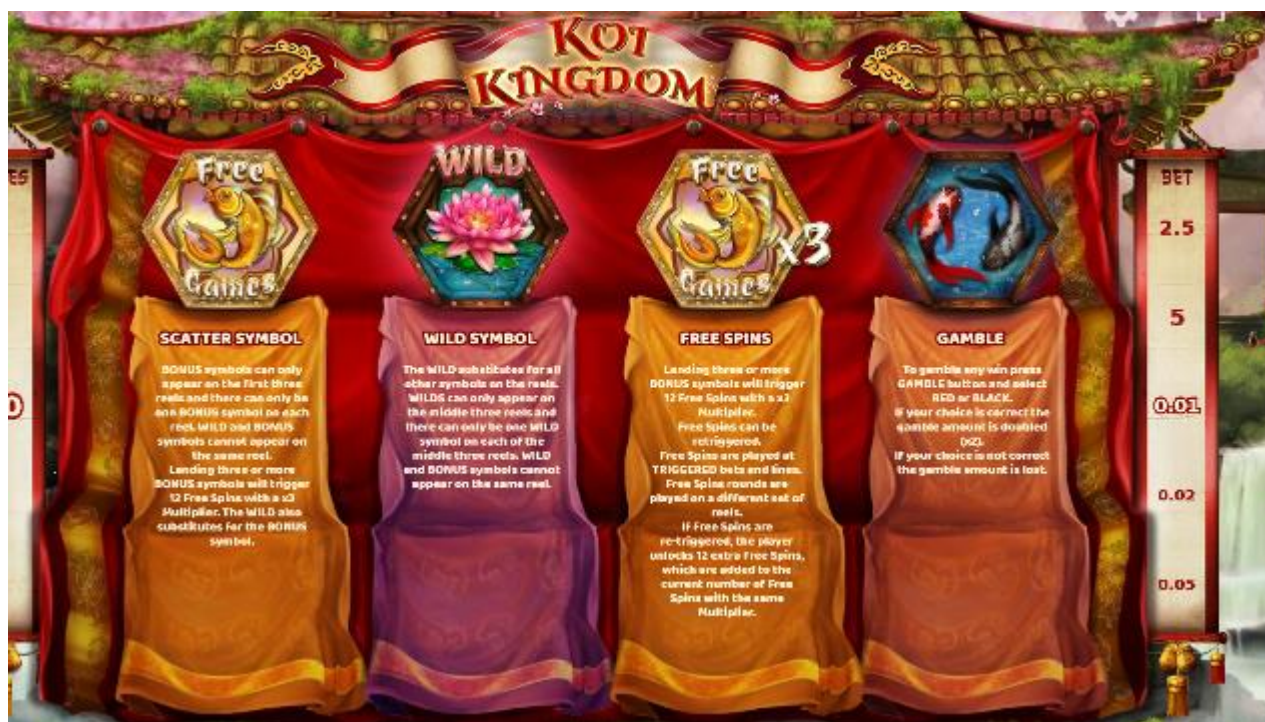 KOI
KINGDOM
ES
0
Free
Games
SCATTER SYMBOL
BONUS symbols can only
appear on the first three
reels and there can only be
one BONUS symbol on each
reel. WILD and BONUS
symbols cannot appear on
the same reel.
Landing three or more
BONUS symbols will trigger
12 Free Spins with a x3
Multiplier. The WILD also
substitutes for the BONUS
symbol.
WILD
WILD SYMBOL
The WILD substitutes for all
other symbols on the reels.
WILDS can only appear on
the middle three reels and
there can only be one WILD
symbol on each of the
middle three reels. WILD
and BONUS symbols cannot
appear on the same reel.
Free
Games
x3
FREE SPINS
Landing three or more
BONUS symbols will trigger
12 Free Spins with a x3
Multiplier.
Free Spins can be
retriggered.
Free Spins are played at
TRIGGERED bets and lines.
Free Spins rounds are
played on a different set of
reels.
If Free Spins are
re-triggered, the player
unlocks 12 extra Free Spins,
which are added to the
current number of Free
Spins with the same
Multiplier.
GAMBLE
To gamble any win press
GAMBLE button and select
RED or BLACK.
If your choice is correct the
gamble amount is doubled
(x2).
If your choice is not correct
the gamble amount is lost.
BET
2.5
5
0.01
0.02
0.05